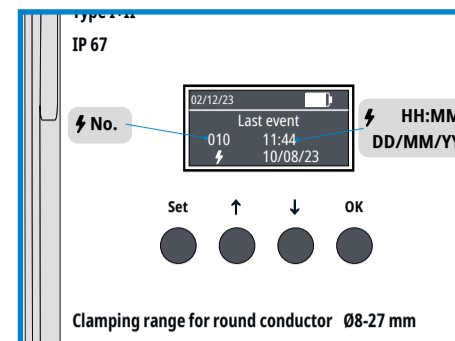 IP 67
02/12/23
Last event
⚡ No.
010 11:44
⚡ 10/08/23
⚡ HH:MM
DD/MM/YY
Set ↑ ↓ OK
Clamping range for round conductor Ø8-27 mm